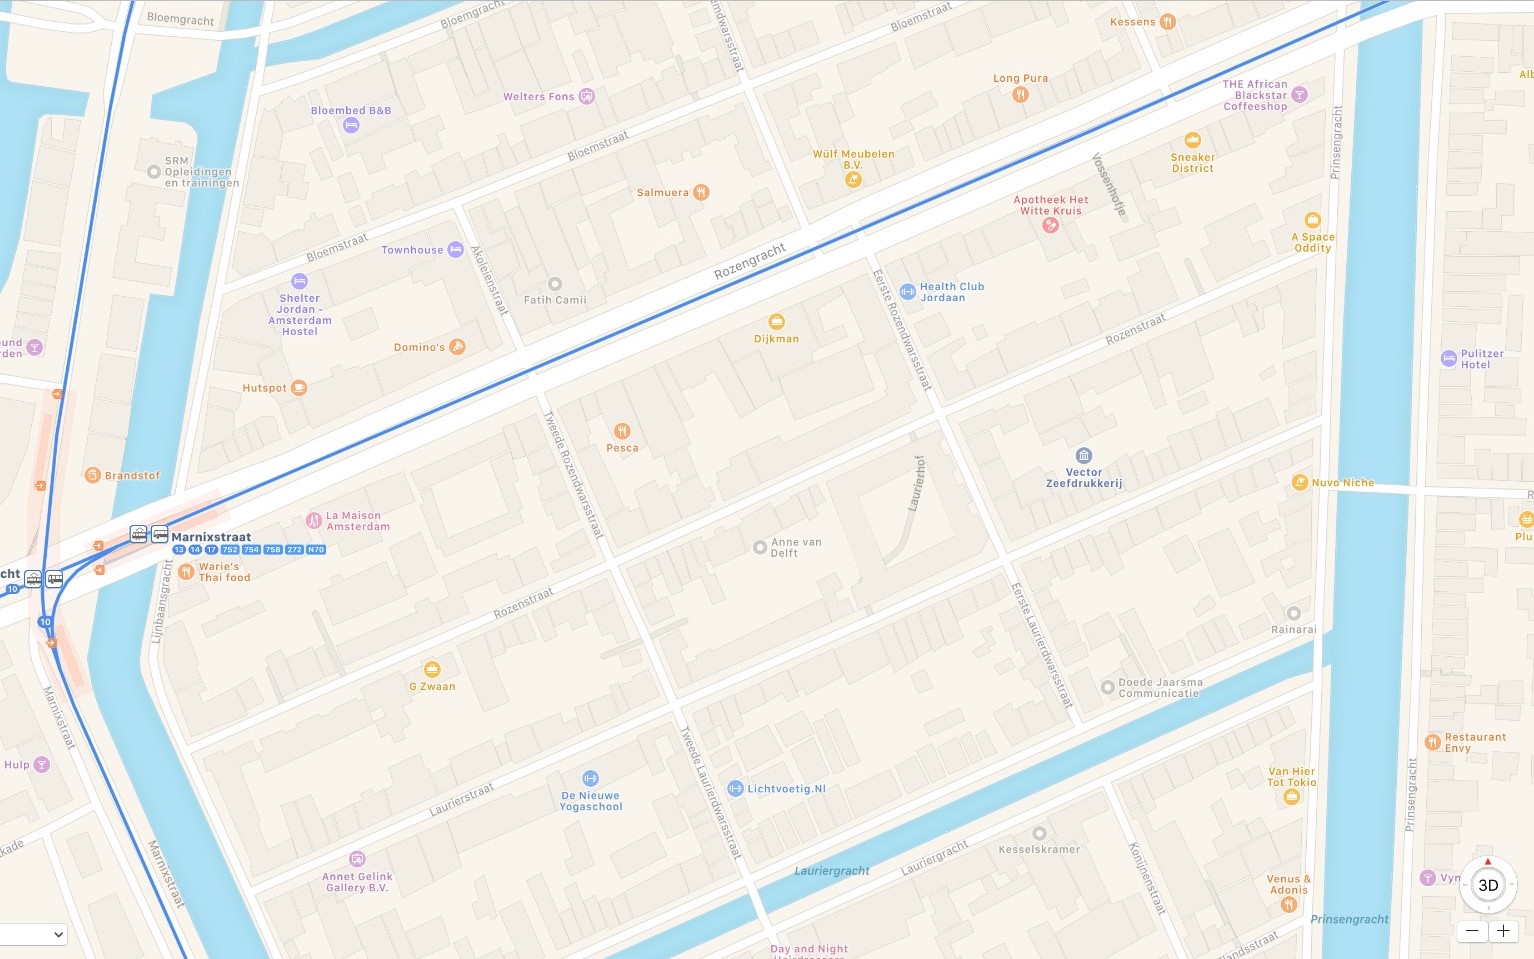 Bloemgracht
Bloemgracht
Bloemstraat
Kessens
Long Pura
THE African
Blackstar
Coffeeshop
Welters Fons
Bloembed B&B
Bloemstraat
SRM
Opleidingen
en trainingen
Wülf Meubelen
B.V.
Sneaker
District
Prinsengracht
Vossenhofje
Salmuera
Apotheek Het
Witte Kruis
A Space
Oddity
Bloemstraat
Townhouse
Akoleienstraat
Rozengracht
Fatih Camii
Eerste Rozendwarsstraat
Health Club
Jordaan
Shelter
Jordan -
Amsterdam
Hostel
Dijkman
Rozenstraat
Domino's
Pulitzer
Hotel
Hutspot
Tweede Rozendwarsstraat
Pesca
Brandstof
Laurierhof
Vector
Zeefdrukkerij
Nuvo Niche
La Maison
Amsterdam
Marnixstraat
13 14 17 752 754 758 272 N70
Anne van
Delft
Warie's
Thai food
10
10
Lijnbaansgracht
Rozenstraat
Eerste Laurierdwarsstraat
Rainarai
G Zwaan
Doede Jaarsma
Communicatie
Marnixstraat
Hulp
Restaurant
Envy
Tweede Laurierdwarsstraat
De Nieuwe
Yogaschool
Lichtvoetig.Nl
Laurierstraat
Van Hier
Tot Tokio
Prinsengracht
Kesselskramer
Lauriergracht
Lauriergracht
Marnixstraat
Annet Gelink
Gallery B.V.
Konijnenstraat
Venus &
Adonis
3D
Prinsengracht
Day and Night